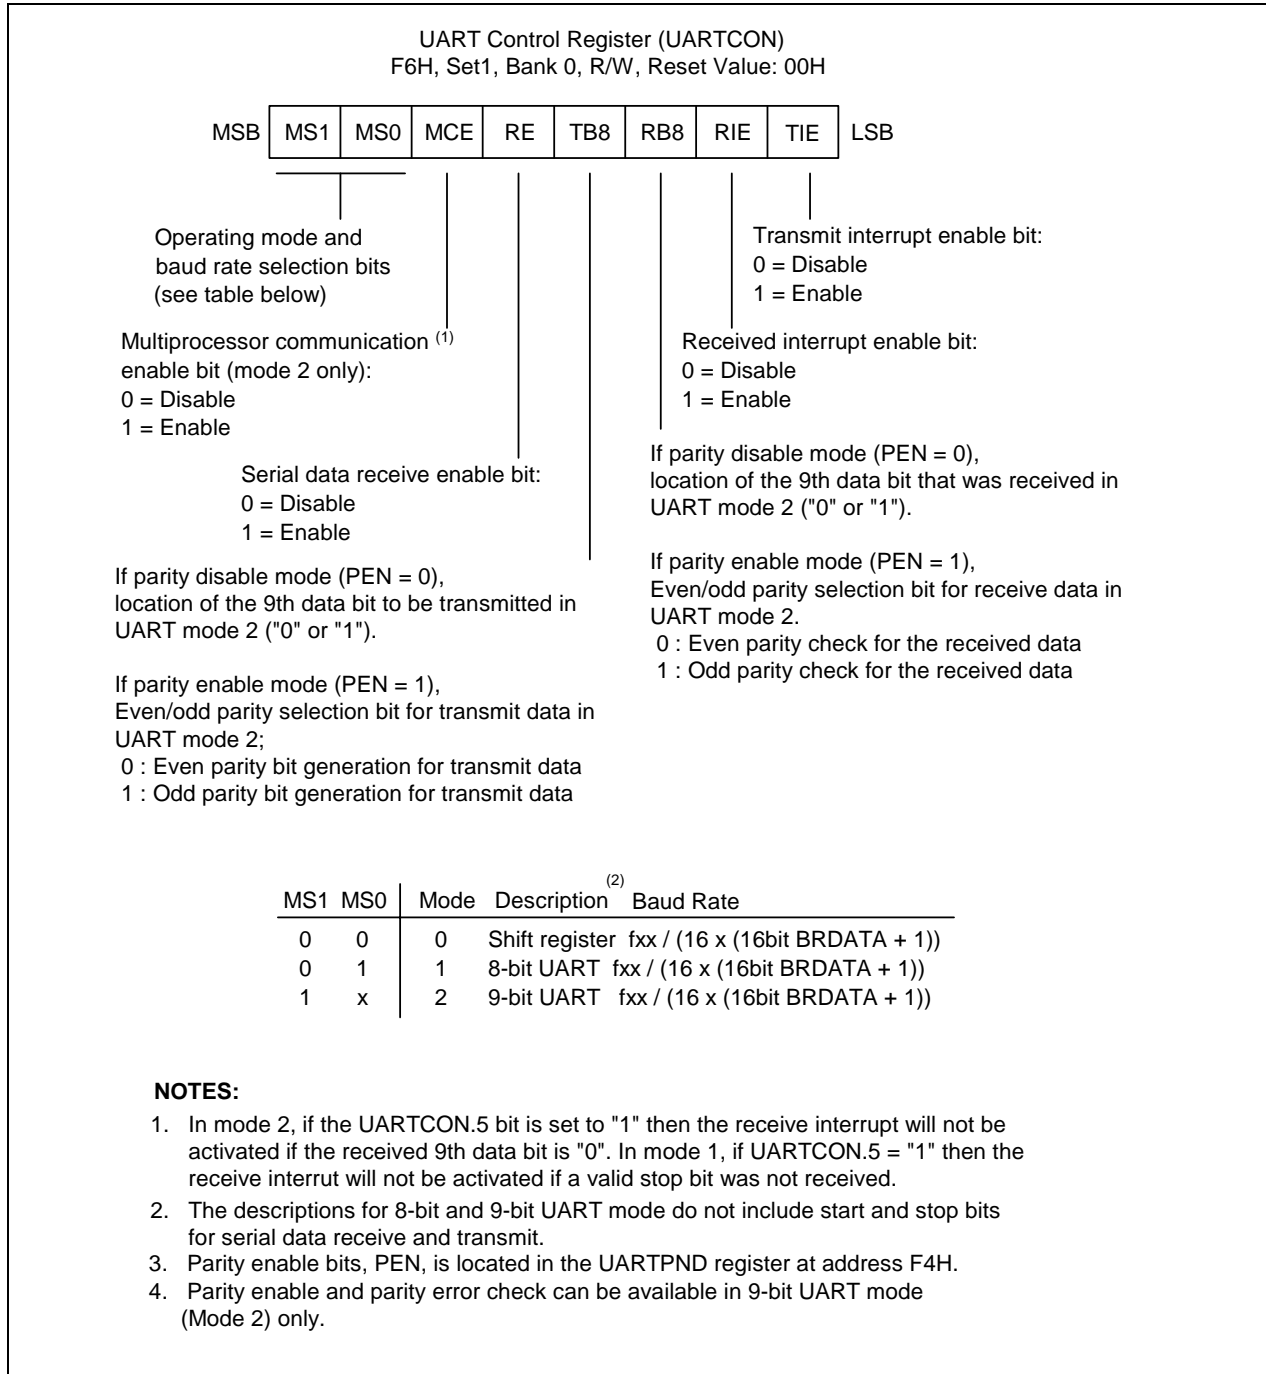 UART Control Register (UARTCON)
F6H, Set1, Bank 0, R/W, Reset Value: 00H
MSB MS1 MS0 MCE RE TB8 RB8 RIE TIE LSB
Operating mode and
baud rate selection bits
(see table below)
Transmit interrupt enable bit:
0 = Disable
1 = Enable
Multiprocessor communication (1)
enable bit (mode 2 only):
0 = Disable
1 = Enable
Received interrupt enable bit:
0 = Disable
1 = Enable
Serial data receive enable bit:
0 = Disable
1 = Enable
If parity disable mode (PEN = 0),
location of the 9th data bit that was received in
UART mode 2 ("0" or "1").
If parity enable mode (PEN = 1),
Even/odd parity selection bit for receive data in
UART mode 2.
0 : Even parity check for the received data
1 : Odd parity check for the received data
If parity disable mode (PEN = 0),
location of the 9th data bit to be transmitted in
UART mode 2 ("0" or "1").
If parity enable mode (PEN = 1),
Even/odd parity selection bit for transmit data in
UART mode 2;
0 : Even parity bit generation for transmit data
1 : Odd parity bit generation for transmit data
MS1 MS0 Mode Description (2) Baud Rate
0 0 0 Shift register fxx / (16 x (16bit BRDATA + 1))
0 1 1 8-bit UART fxx / (16 x (16bit BRDATA + 1))
1 x 2 9-bit UART fxx / (16 x (16bit BRDATA + 1))
NOTES:
1. In mode 2, if the UARTCON.5 bit is set to "1" then the receive interrupt will not be
activated if the received 9th data bit is "0". In mode 1, if UARTCON.5 = "1" then the
receive interrut will not be activated if a valid stop bit was not received.
2. The descriptions for 8-bit and 9-bit UART mode do not include start and stop bits
for serial data receive and transmit.
3. Parity enable bits, PEN, is located in the UARTPND register at address F4H.
4. Parity enable and parity error check can be available in 9-bit UART mode
(Mode 2) only.